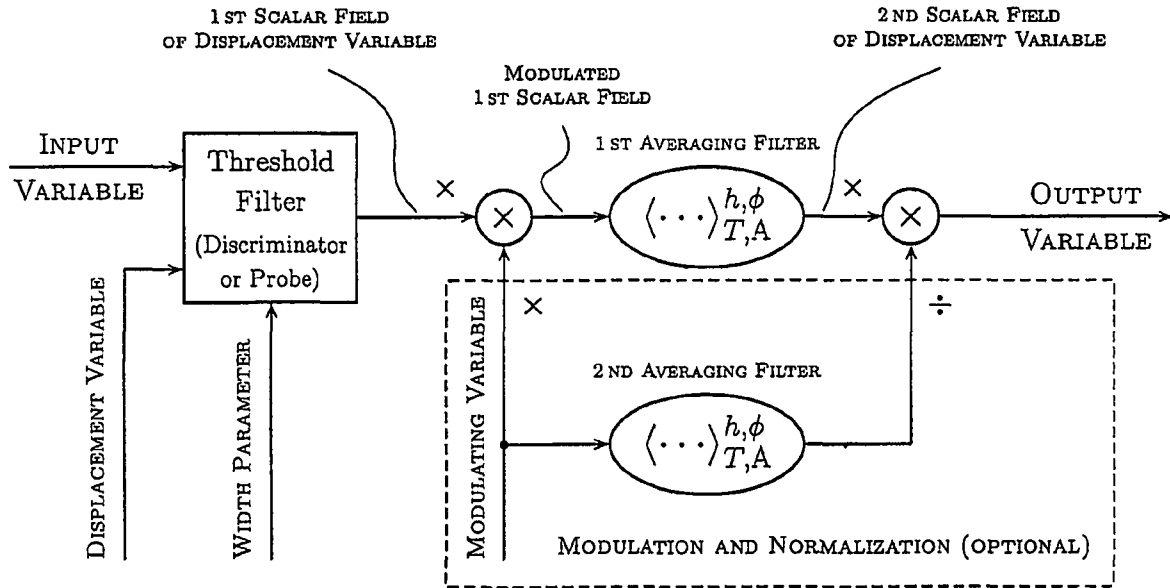 1ST SCALAR FIELD
OF DISPLACEMENT VARIABLE
2ND SCALAR FIELD
OF DISPLACEMENT VARIABLE
MODULATED
1ST SCALAR FIELD
INPUT
VARIABLE
Threshold
Filter
(Discriminator
or Probe)
×
×
1ST AVERAGING FILTER
⟨···⟩ h,ϕ T,A
×
×
OUTPUT
VARIABLE
DISPLACEMENT VARIABLE
WIDTH PARAMETER
MODULATING VARIABLE
×
÷
2ND AVERAGING FILTER
⟨···⟩ h,ϕ T,A
MODULATION AND NORMALIZATION (OPTIONAL)